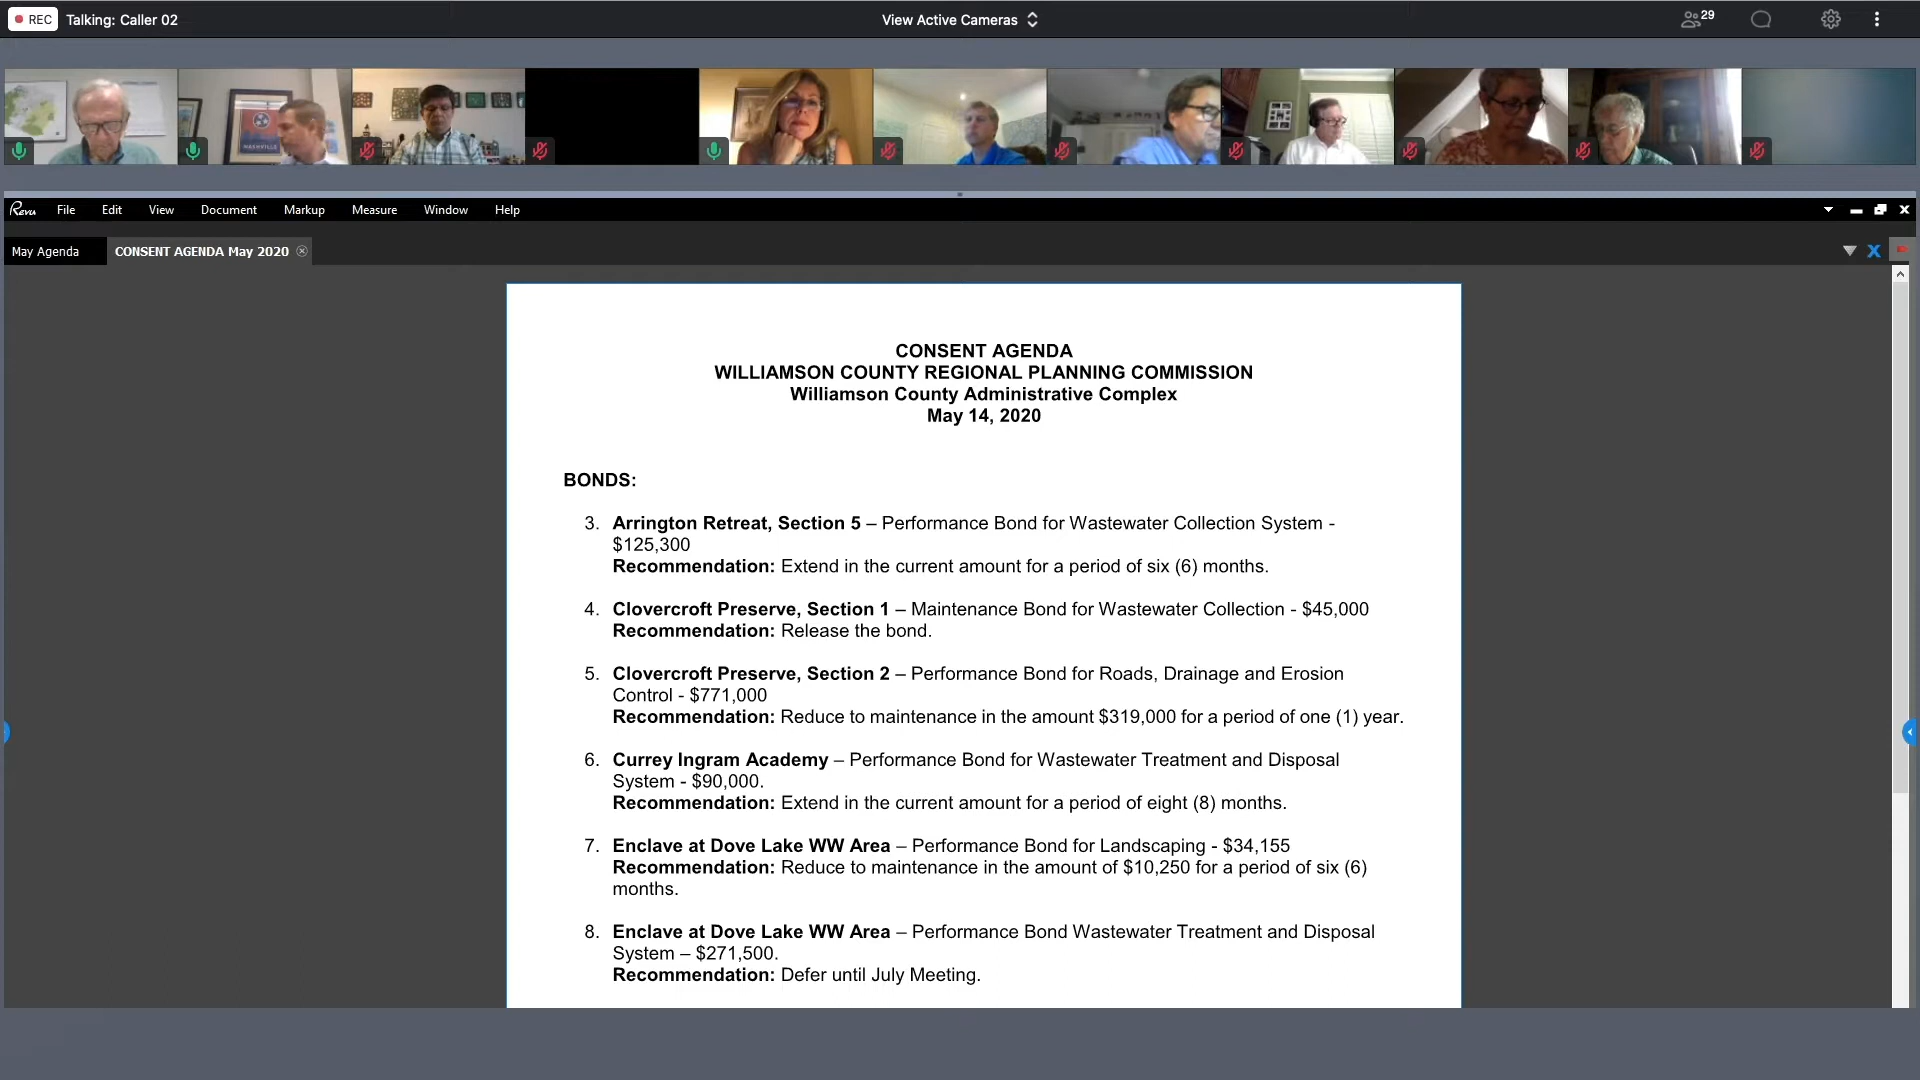 REC
Talking: Caller 02
View Active Cameras
29
NASHVILLE
Revu File Edit View Document Markup Measure Window Help
May Agenda
CONSENT AGENDA May 2020
CONSENT AGENDA
WILLIAMSON COUNTY REGIONAL PLANNING COMMISSION
Williamson County Administrative Complex
May 14, 2020
BONDS:
3. Arrington Retreat, Section 5 – Performance Bond for Wastewater Collection System -
$125,300
Recommendation: Extend in the current amount for a period of six (6) months.
4. Clovercroft Preserve, Section 1 – Maintenance Bond for Wastewater Collection - $45,000
Recommendation: Release the bond.
5. Clovercroft Preserve, Section 2 – Performance Bond for Roads, Drainage and Erosion
Control - $771,000
Recommendation: Reduce to maintenance in the amount $319,000 for a period of one (1) year.
6. Currey Ingram Academy – Performance Bond for Wastewater Treatment and Disposal
System - $90,000.
Recommendation: Extend in the current amount for a period of eight (8) months.
7. Enclave at Dove Lake WW Area – Performance Bond for Landscaping - $34,155
Recommendation: Reduce to maintenance in the amount of $10,250 for a period of six (6)
months.
8. Enclave at Dove Lake WW Area – Performance Bond Wastewater Treatment and Disposal
System – $271,500.
Recommendation: Defer until July Meeting.